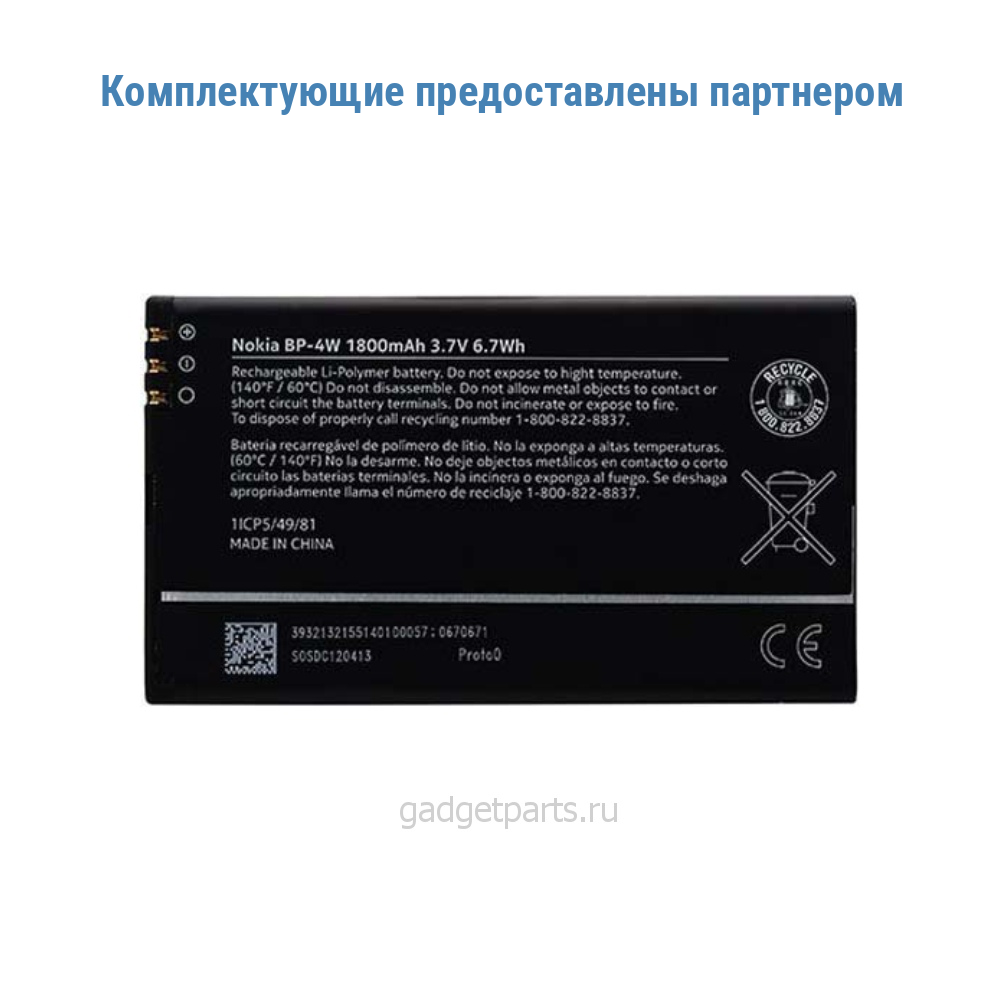 Комплектующие предоставлены партнером
Nokia BP-4W 1800mAh 3.7V 6.7Wh
Rechargeable Li-Polymer battery. Do not expose to hight temperature.
(140°F / 60°C) Do not disassemble. Do not allow metal objects to contact or
short circuit the battery terminals. Do not incinerate or expose to fire.
To dispose of properly call recycling number 1-800-822-8837.
Bateria recarregável de polímero de lítio. No la exponga a altas temperaturas.
(60°C / 140°F) No la desarme. No deje objectos metálicos en contacto o corto
circuito las baterías terminales. No la incinera o exponga al fuego. Se deshaga
apropriadamente llama el número de reciclaje 1-800-822-8837.
1ICP5/49/81
MADE IN CHINA
RECYCLE
1.800.822.8837
3932132155140100057:0670671
SOSDC120413 Proto0
CE
gadgetparts.ru